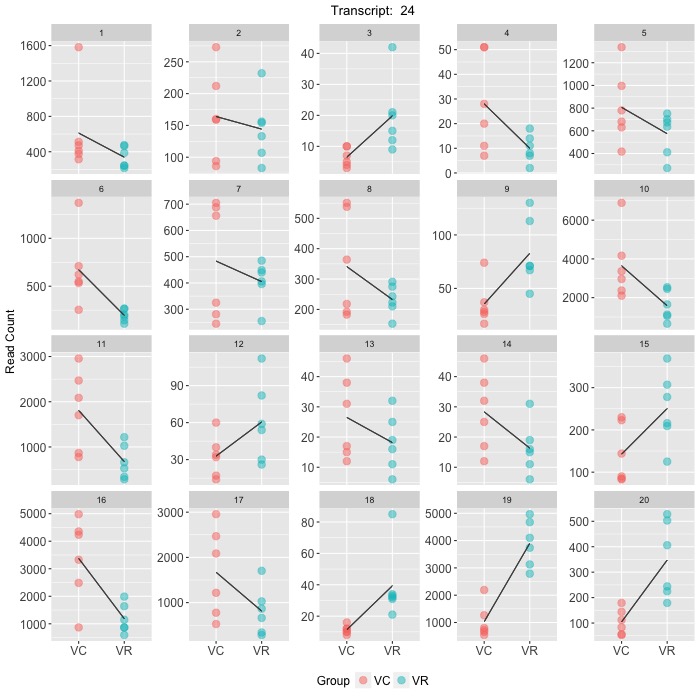 Transcript: 24
1 2 3 4 5
1600 1200 800 400
250 200 150 100
40 30 20 10
50 40 30 20 10 0
1200 1000 800 600 400
6 7 8 9 10
1000 500
700 600 500 400 300
500 400 300 200
100 50
6000 4000 2000
Read Count
11 12 13 14 15
3000 2000 1000
90 60 30
40 30 20 10
40 30 20 10
300 200 100
16 17 18 19 20
5000 4000 3000 2000 1000
3000 2000 1000
80 60 40 20
5000 4000 3000 2000 1000
500 400 300 200 100
VC VR VC VR VC VR VC VR VC VR
Group VC VR